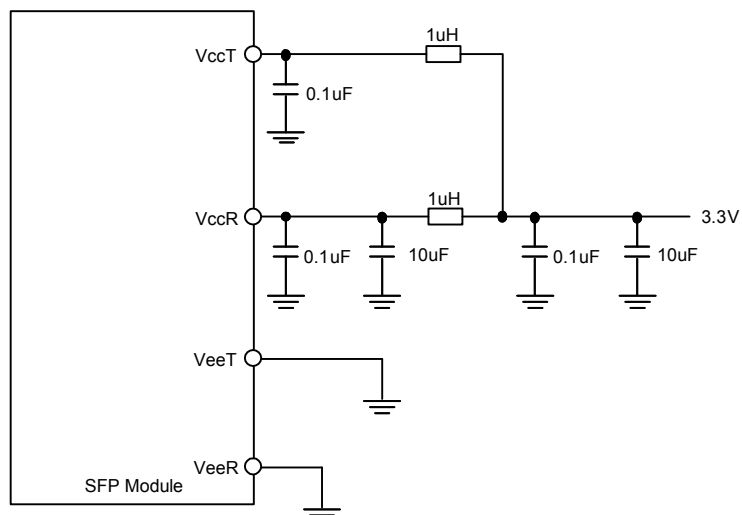 1uH
VccT
0.1uF
1uH
VccR
3.3V
0.1uF
10uF
0.1uF
10uF
VeeT
VeeR
SFP Module